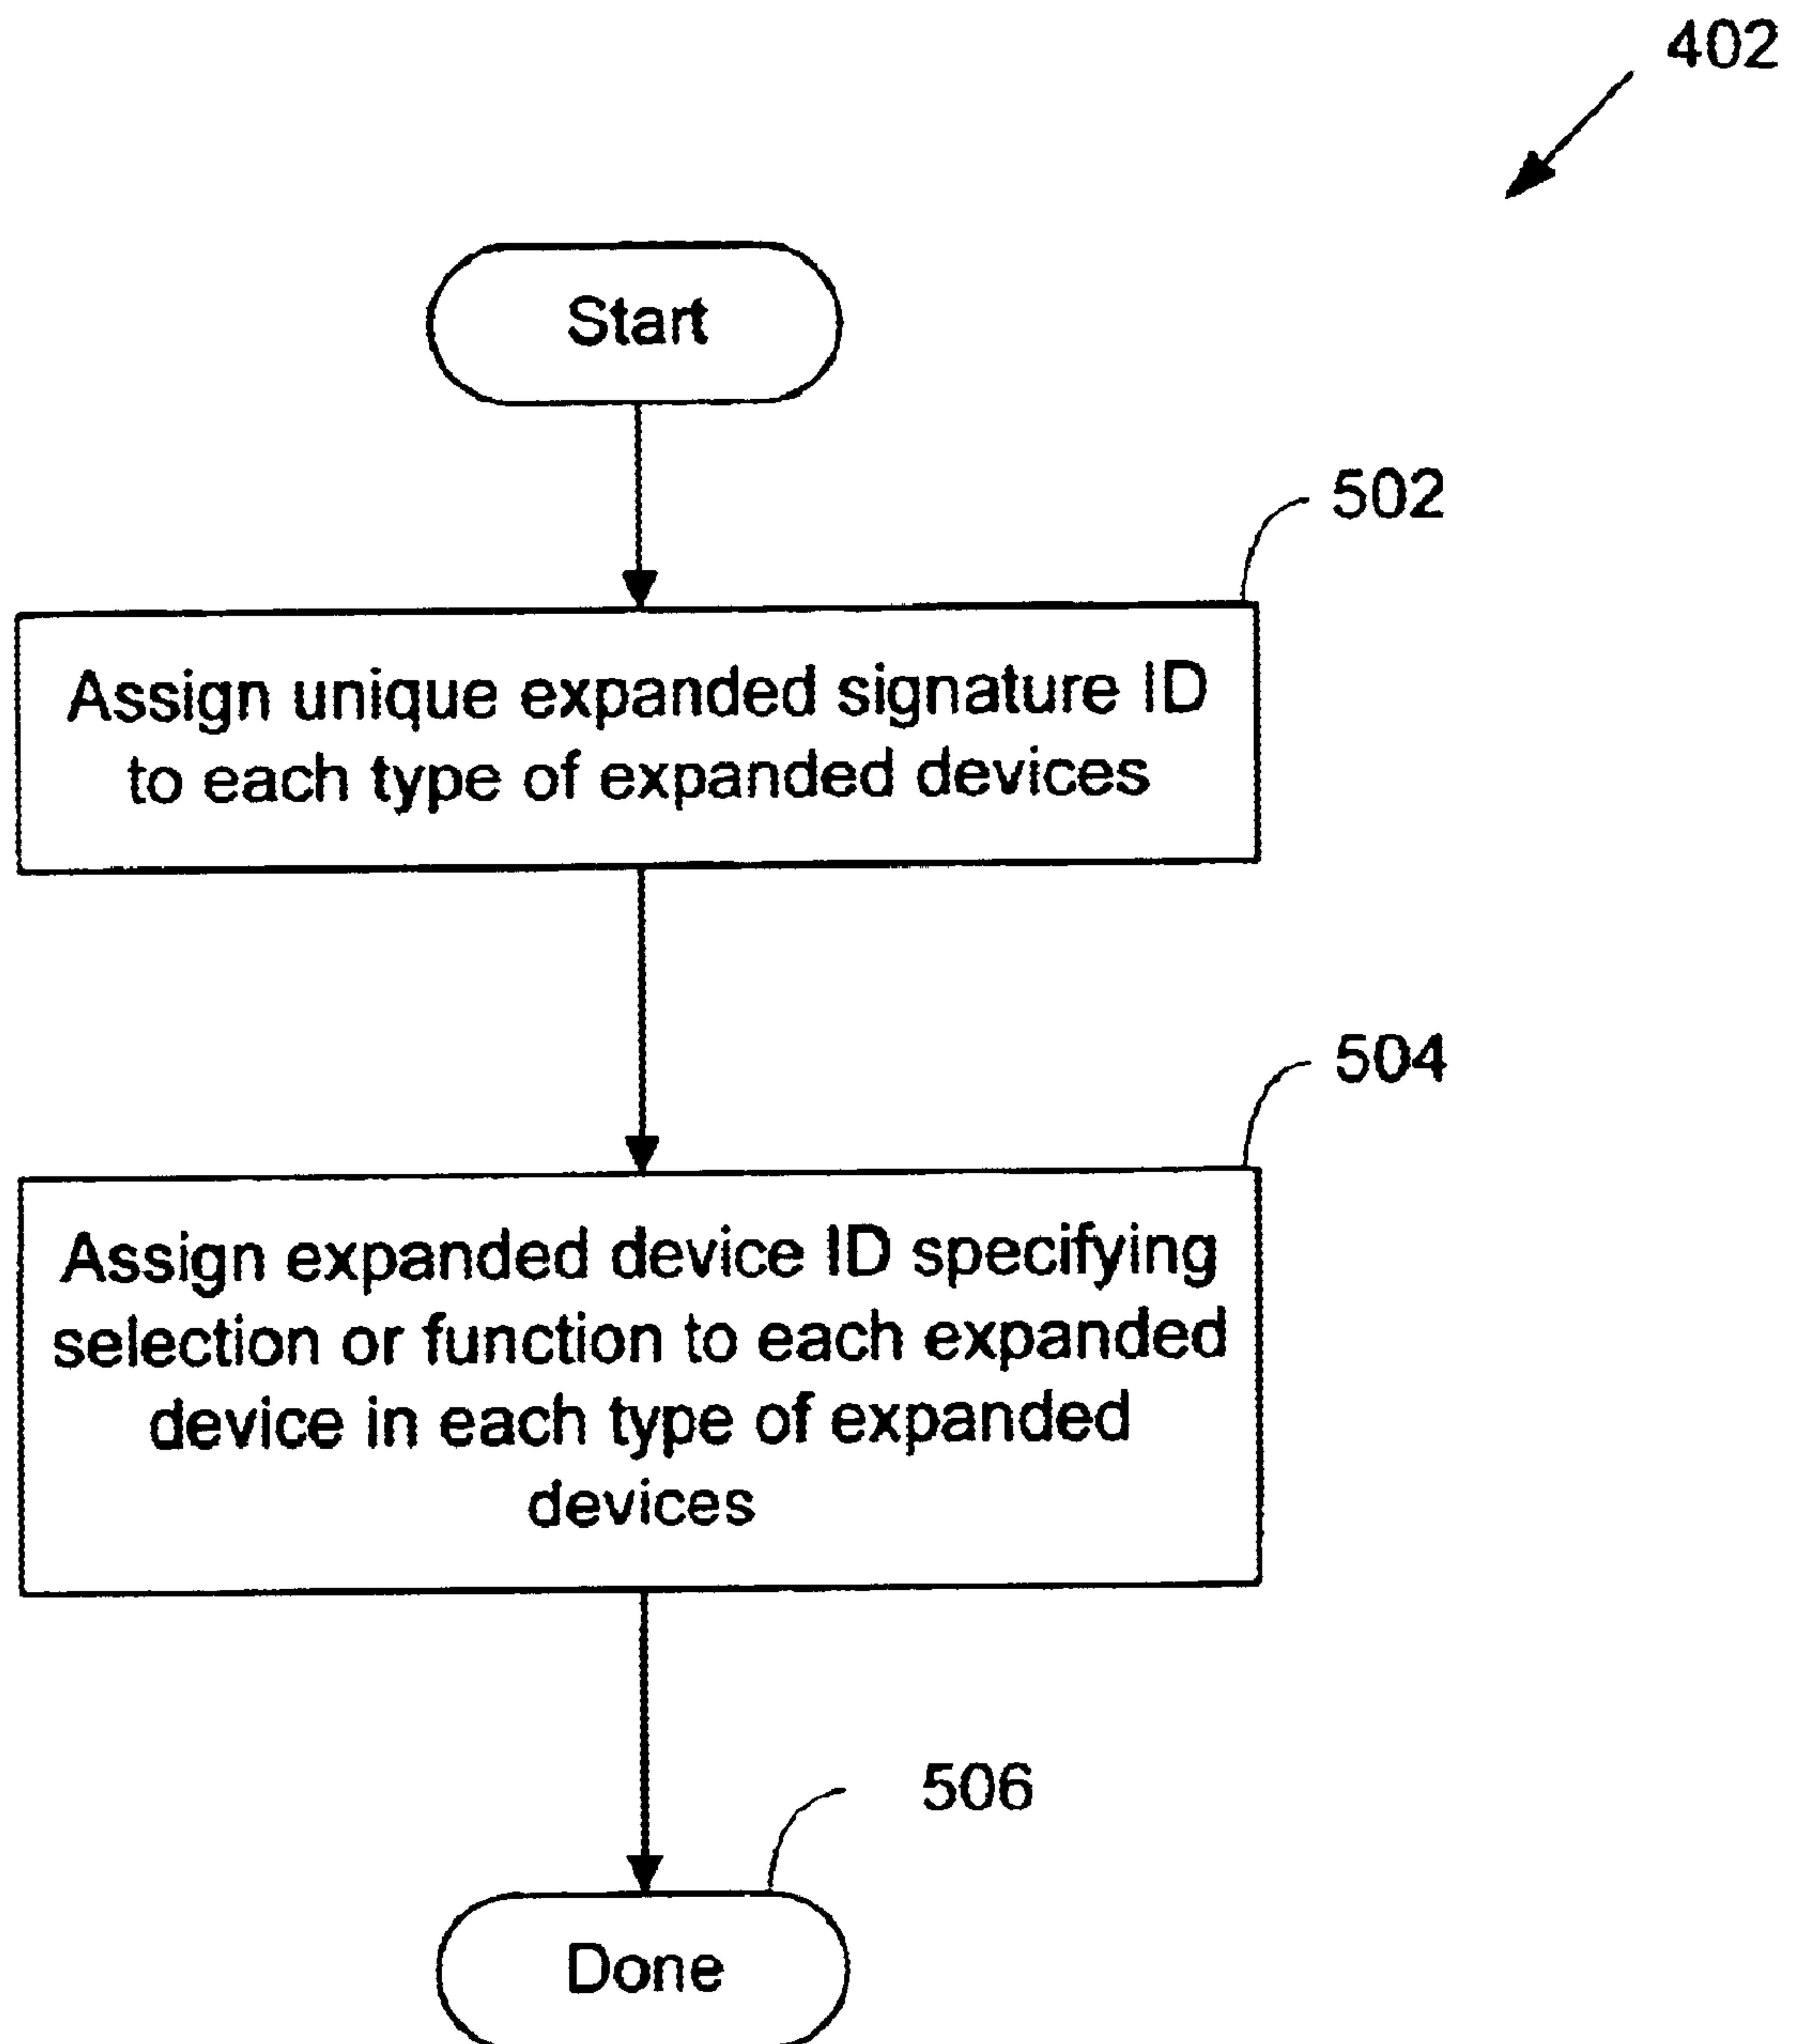 402
Start
502
Assign unique expanded signature ID
to each type of expanded devices
504
Assign expanded device ID specifying
selection or function to each expanded
device in each type of expanded
devices
506
Done